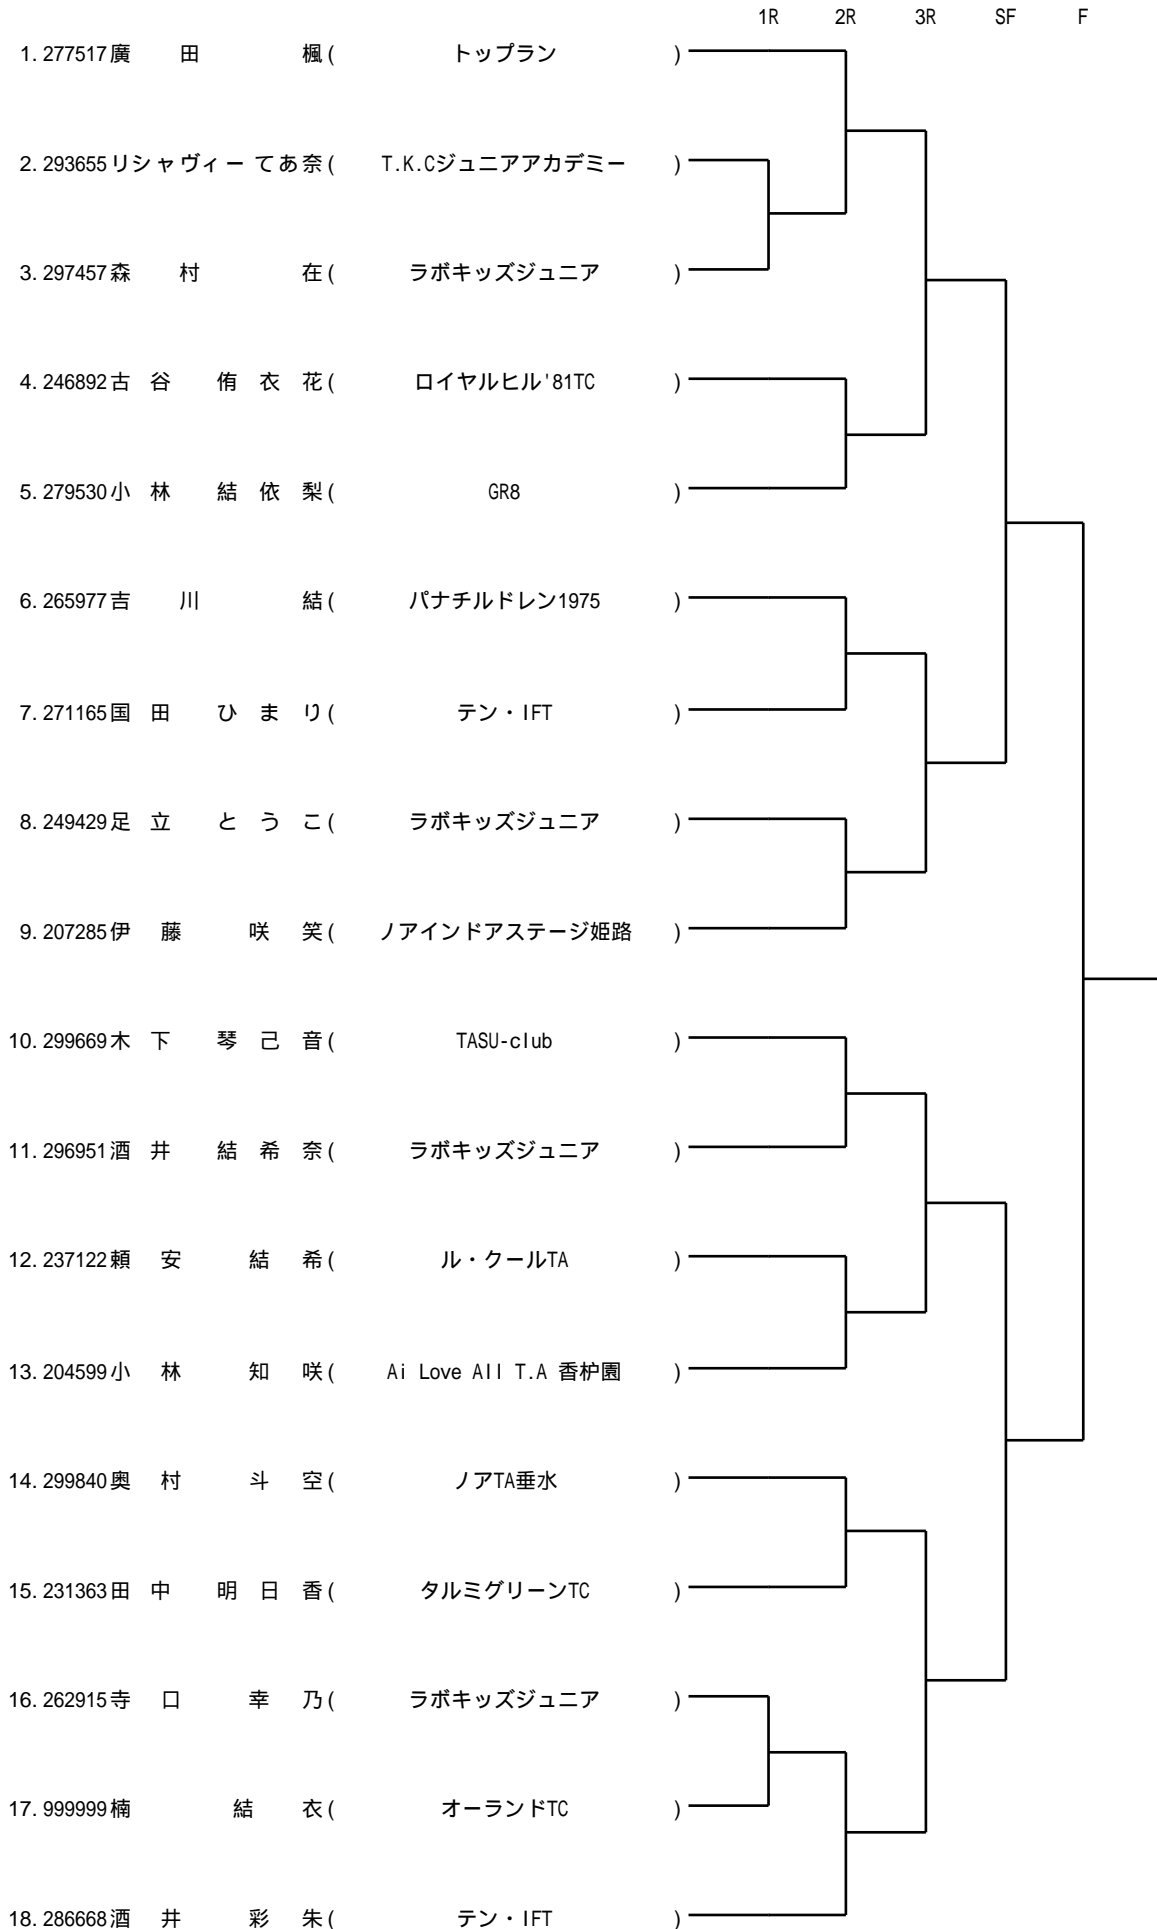 1R 2R 3R SF F
1. 277517 廣田 楓 ( トップラン )
2. 293655 リシャヴィー てあ奈 ( T.K.Cジュニアアカデミー )
3. 297457 森村 在 ( ラボキッズジュニア )
4. 246892 古谷 侑衣花 ( ロイヤルヒル'81TC )
5. 279530 小林 結依梨 ( GR8 )
6. 265977 吉川 結 ( パナチルドレン1975 )
7. 271165 国田 ひまり ( テン・IFT )
8. 249429 足立 とうこ ( ラボキッズジュニア )
9. 207285 伊藤 咲笑 ( ノアインドアステージ姫路 )
10. 299669 木下 琴己音 ( TASU-club )
11. 296951 酒井 結希奈 ( ラボキッズジュニア )
12. 237122 頼安 結希 ( ル・クールTA )
13. 204599 小林 知咲 ( Ai Love All T.A 香枦園 )
14. 299840 奥村 斗空 ( ノアTA垂水 )
15. 231363 田中 明日香 ( タルミグリーンTC )
16. 262915 寺口 幸乃 ( ラボキッズジュニア )
17. 999999 楠 結衣 ( オーランドTC )
18. 286668 酒井 彩朱 ( テン・IFT )